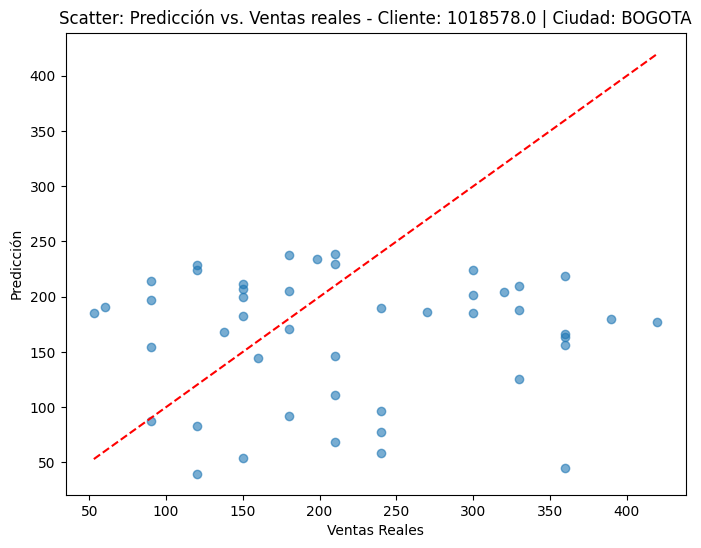 Scatter: Predicción vs. Ventas reales - Cliente: 1018578.0 | Ciudad: BOGOTA
400
350
300
250
200
150
100
50
Predicción
50 100 150 200 250 300 350 400
Ventas Reales